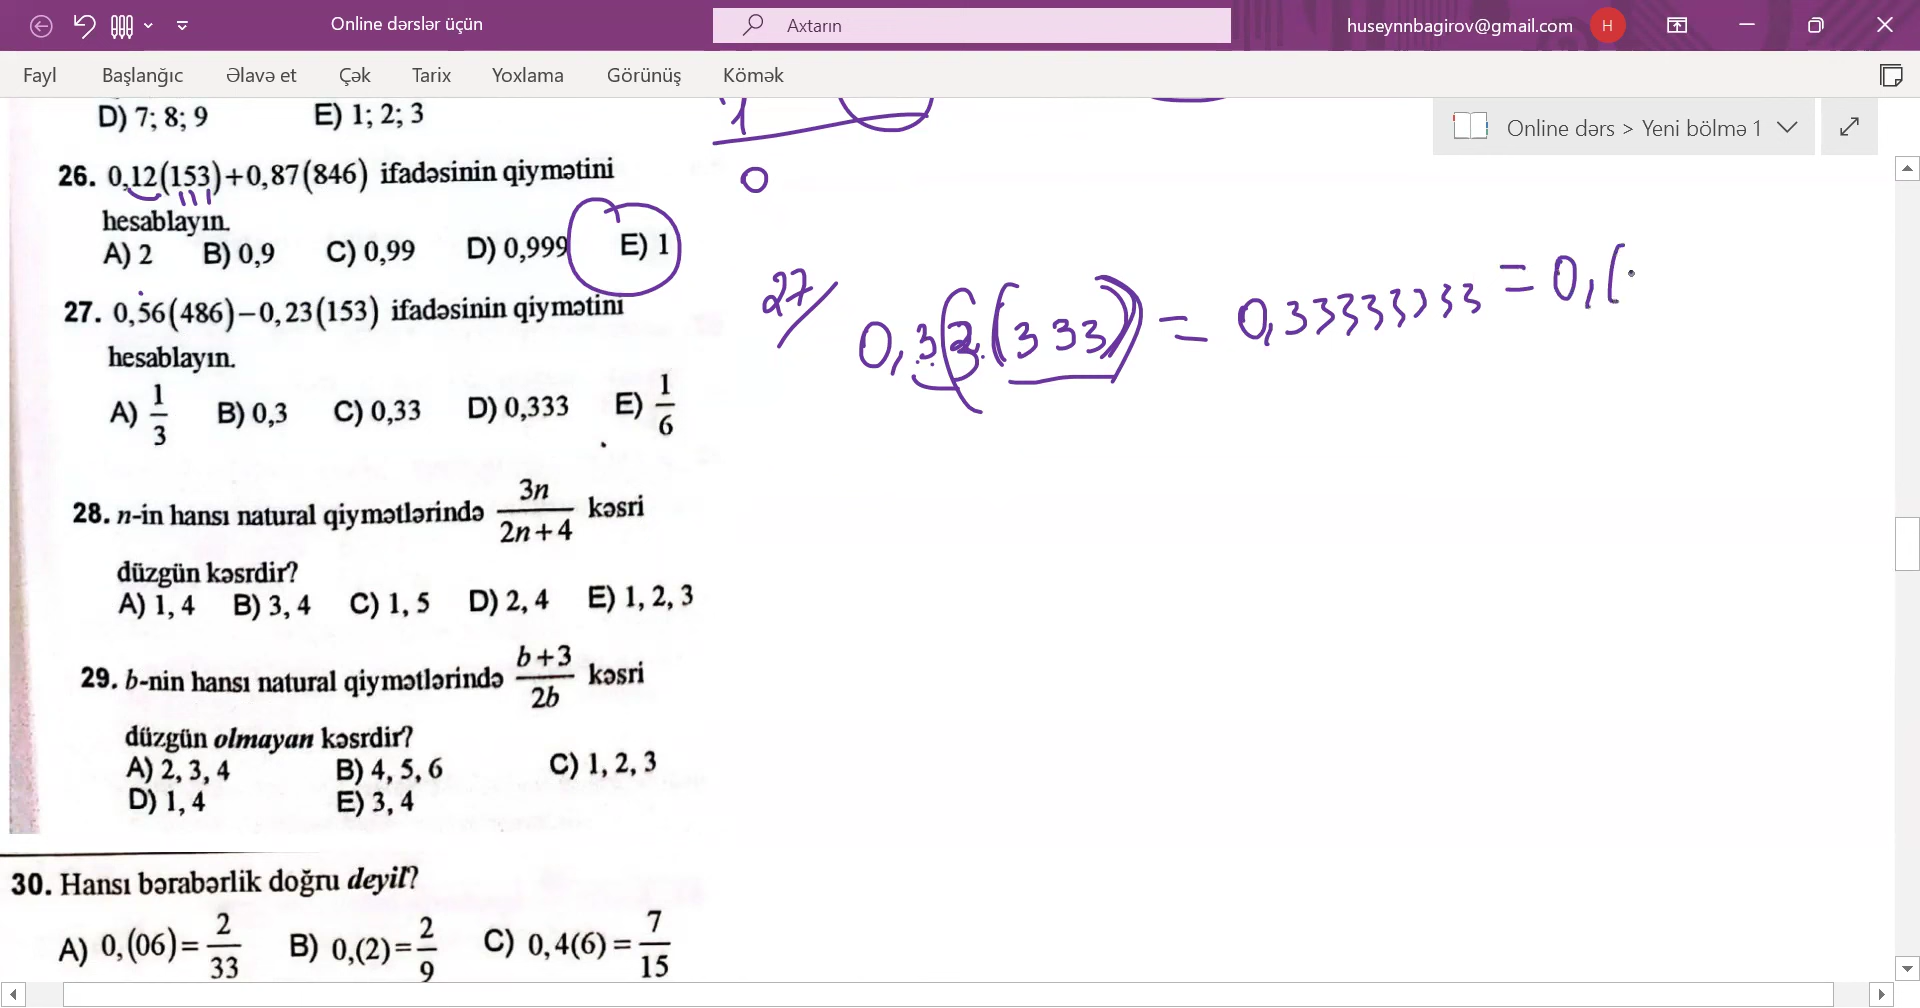 Online dərslər üçün
Axtarın
huseynnbagirov@gmail.com
H
Fayl Başlanğıc Əlavə et Çək Tarix Yoxlama Görünüş Kömək
Online dərs > Yeni bölmə 1
D) 7; 8; 9 E) 1; 2; 3
26. 0,12(153)+0,87(846) ifadəsinin qiymətini
hesablayın.
A) 2 B) 0,9 C) 0,99 D) 0,999 E) 1
27. 0,56(486)−0,23(153) ifadəsinin qiymətini
hesablayın.
A) 1/3 B) 0,3 C) 0,33 D) 0,333 E) 1/6
28. n-in hansı natural qiymətlərində 3n/(2n+4) kəsri
düzgün kəsrdir?
A) 1, 4 B) 3, 4 C) 1, 5 D) 2, 4 E) 1, 2, 3
29. b-nin hansı natural qiymətlərində (b+3)/2b kəsri
düzgün olmayan kəsrdir?
A) 2, 3, 4 B) 4, 5, 6 C) 1, 2, 3
D) 1, 4 E) 3, 4
30. Hansı bərabərlik doğru deyil?
A) 0,(06)=2/33 B) 0,(2)=2/9 C) 0,4(6)=7/15
1
0
27/
0,33(333) = 0,33333333 = 0,(